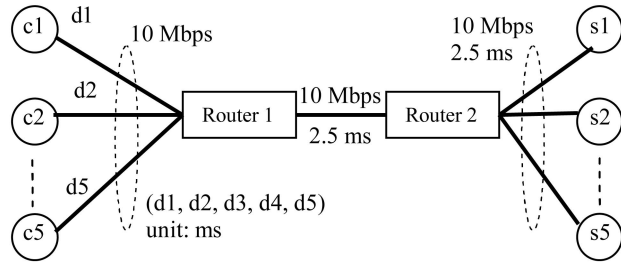 c1
d1
10 Mbps
10 Mbps
2.5 ms
s1
c2
d2
Router 1
10 Mbps
2.5 ms
Router 2
s2
d5
(d1, d2, d3, d4, d5)
unit: ms
c5
s5